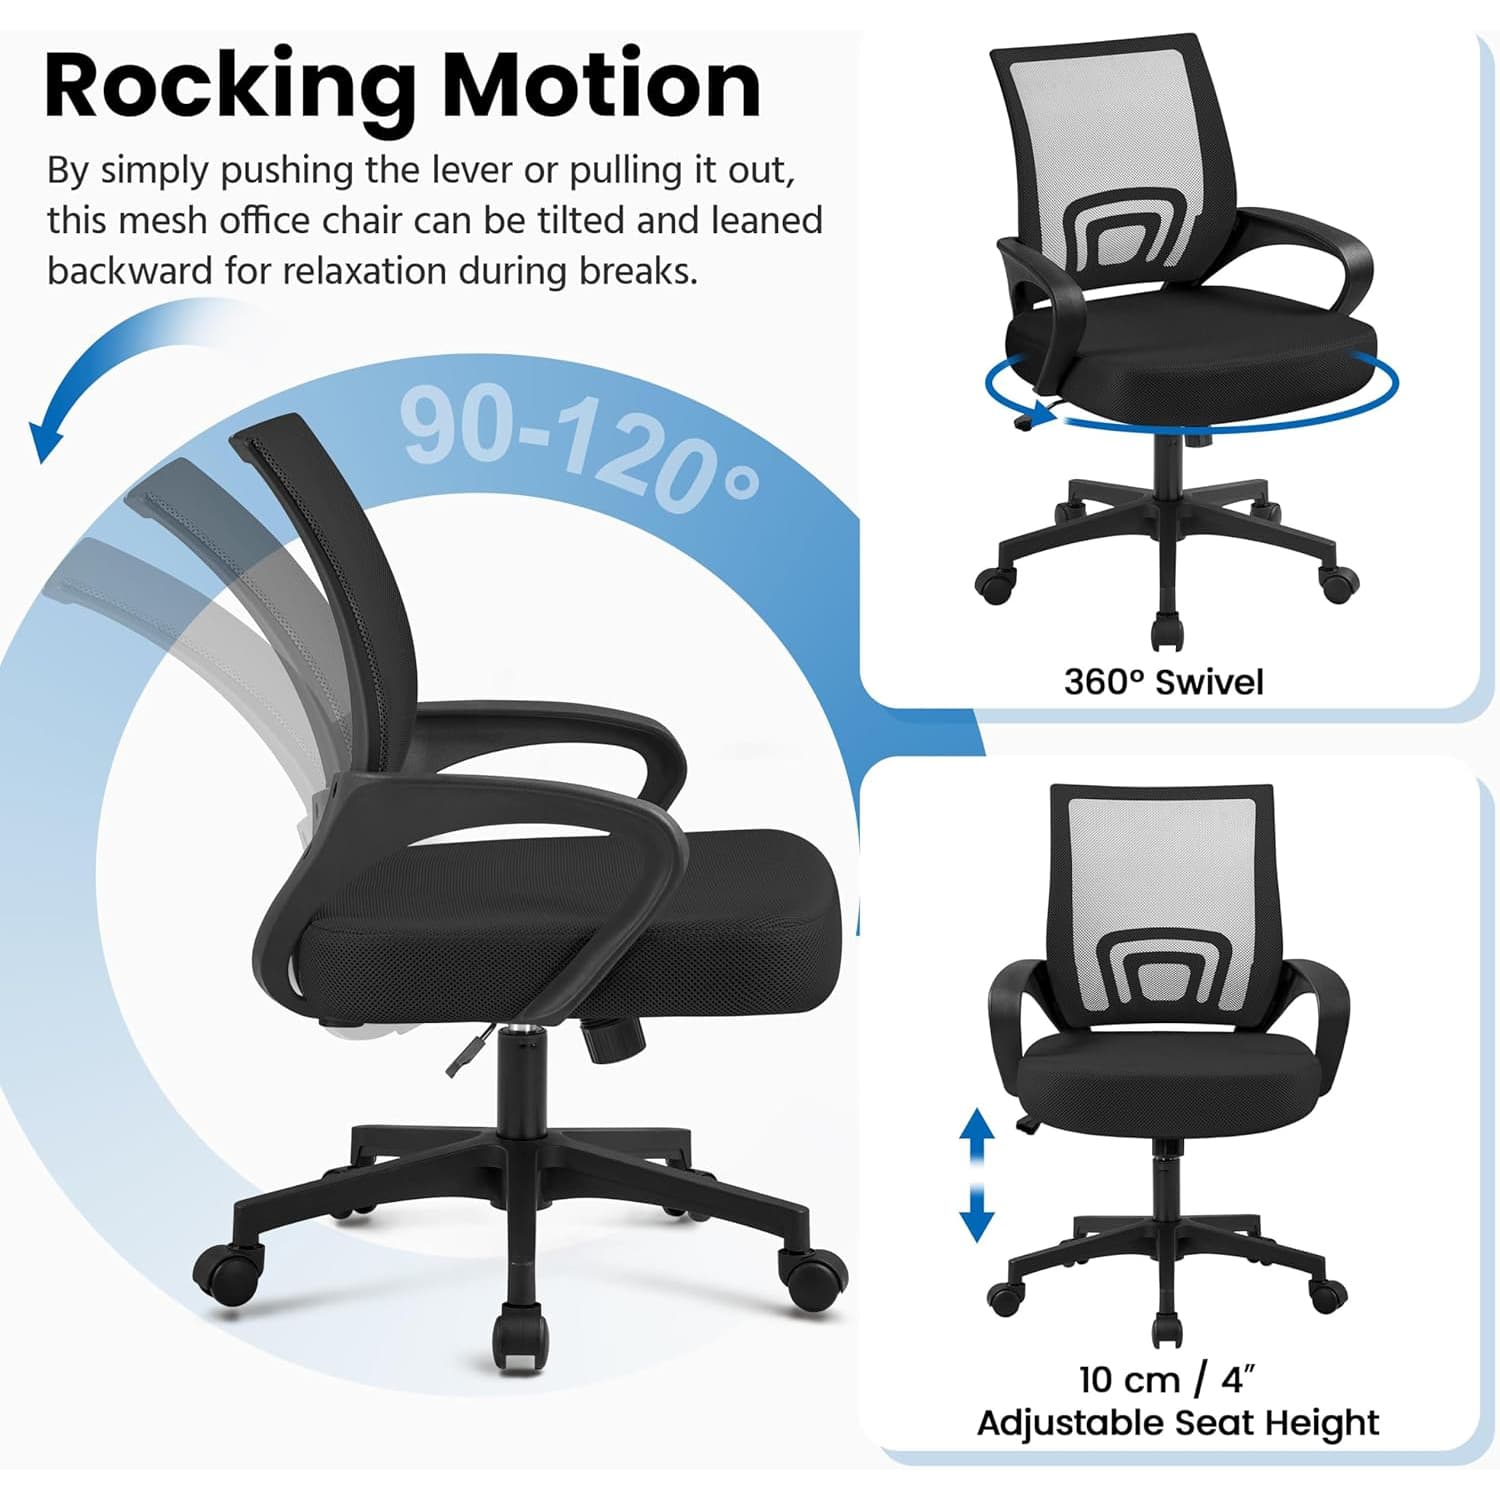 Rocking Motion
By simply pushing the lever or pulling it out,
this mesh office chair can be tilted and leaned
backward for relaxation during breaks.
90-120°
360° Swivel
10 cm / 4”
Adjustable Seat Height